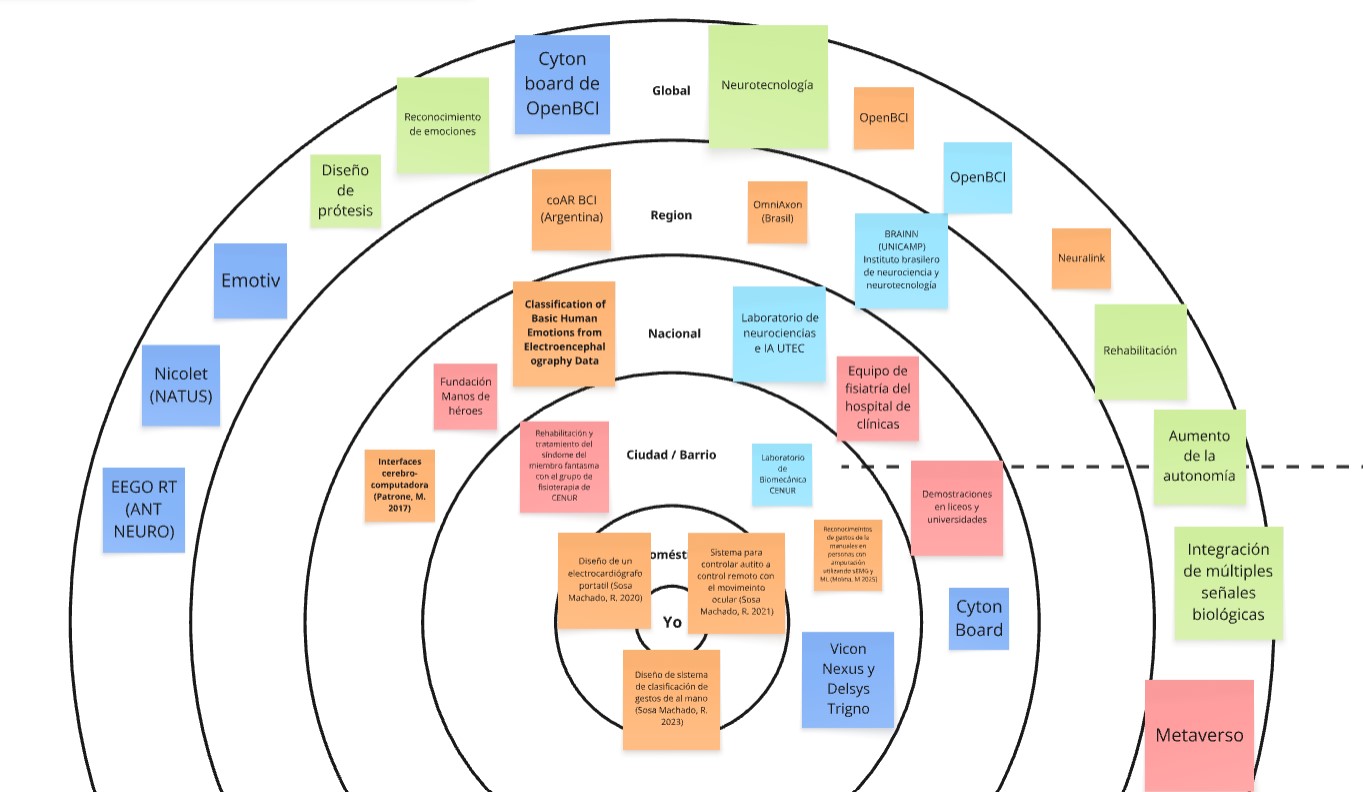 Cyton
board de
OpenBCI
Global
Neurotecnología
Reconocimiento
de emociones
OpenBCI
Diseño
de
prótesis
OpenBCI
coAR BCI
(Argentina)
Region
OmniAxon
(Brasil)
BRAINN
(UNICAMP)
Instituto brasilero
de neurociencia y
neurotecnología
Emotiv
Neuralink
Classification of
Basic Human
Emotions from
Electroenceph­al
ography Data
Nacional
Laboratorio de
neurociencias
e IA UTEC
Rehabilitación
Nicolet
(NATUS)
Fundación
Manos de
héroes
Equipo de
fisiatría del
hospital de
clínicas
Rehabilitación y
tratamiento del
síndome del
miembro fantasma
con el grupo de
fisioterapia de
CENUR
Ciudad / Barrio
Laboratorio
de
Biomecánica
CENUR
Aumento
de la
autonomía
Interfaces
cerebro-
computadora
(Patrone, M.
2017)
EEGO RT
(ANT
NEURO)
Demostraciones
en liceos y
universidades
Diseño de un
electrocardiógrafo
portatil (Sosa
Machado, R. 2020)
omést
Sistema para
controlar autito a
control remoto con
el movimeinto
ocular (Sosa
Machado, R. 2021)
Reconocimeintos
de gestos de la
manuales en
personas con
amputación
utilizando sEMG y
ML (Molina, M 2025)
Integración
de múltiples
señales
biológicas
Yo
Cyton
Board
Diseño de sistema
de clasificación de
gestos de al mano
(Sosa Machado, R.
2023)
Vicon
Nexus y
Delsys
Trigno
Metaverso